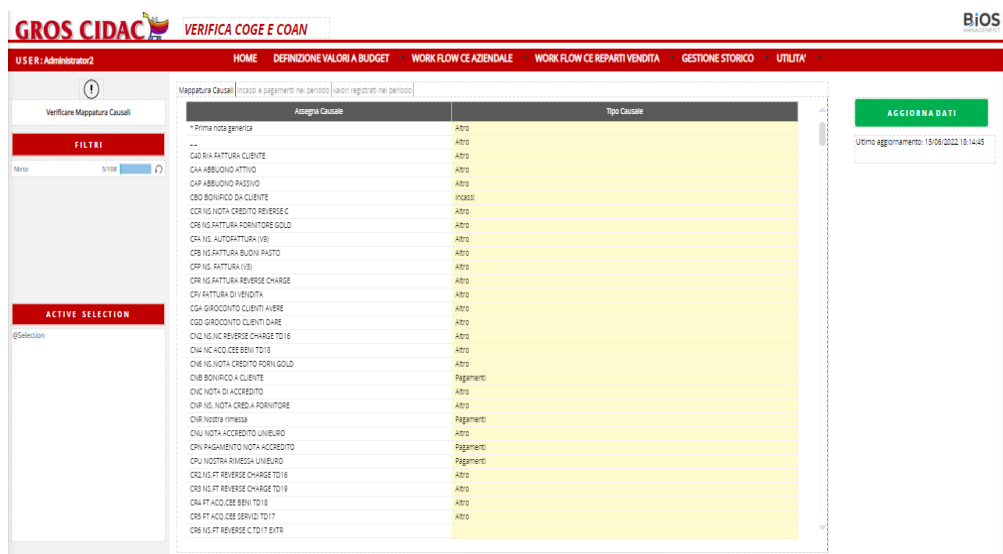 GROS CIDAC
VERIFICA COGE E COAN
BiOS
MANAGEMENT
USER: Administrator2
HOME DEFINIZIONE VALORI A BUDGET WORK FLOW CE AZIENDALE WORK FLOW CE REPARTI VENDITA GESTIONE STORICO UTILITA'
Verificare Mappatura Causali
FILTRI
Mese 5/108
ACTIVE SELECTION
@Selection
Mappatura Causali Incassi e pagamenti nel periodo valori registrati nel periodo
Assegna Causale Tipo Causale
* Prima nota generica Altro
_ _ Altro
C40 R/A FATTURA CLIENTE Altro
CAA ABBUONO ATTIVO Altro
CAP ABBUONO PASSIVO Altro
CBO BONIFICO DA CLIENTE Incassi
CCR NS.NOTA CREDITO REVERSE C Altro
CF6 NS.FATTURA FORNITORE GOLD Altro
CFA NS. AUTOFATTURA (V9) Altro
CFB NS.FATTURA BUONI PASTO Altro
CFP NS. FATTURA (V3) Altro
CFR NS.FATTURA REVERSE CHARGE Altro
CFV FATTURA DI VENDITA Altro
CGA GIROCONTO CLIENTI AVERE Altro
CGD GIROCONTO CLIENTI DARE Altro
CN2 NS.NC REVERSE CHARGE TD16 Altro
CN4 NC ACQ.CEE BENI TD18 Altro
CN6 NS.NOTA CREDITO FORN.GOLD Altro
CNB BONIFICO A CLIENTE Pagamenti
CNC NOTA DI ACCREDITO Altro
CNP NS. NOTA CRED.A FORNITORE Altro
CNR Nostra rimessa Pagamenti
CNU NOTA ACCREDITO UNIEURO Altro
CPN PAGAMENTO NOTA ACCREDITO Pagamenti
CPU NOSTRA RIMESSA UNIEURO Pagamenti
CR2 NS.FT REVERSE CHARGE TD16 Altro
CR3 NS.FT REVERSE CHARGE TD19 Altro
CR4 FT ACQ.CEE BENI TD18 Altro
CR5 FT ACQ.CEE SERVIZI TD17 Altro
CR6 NS.FT REVERSE C.TD17 EXTR
AGGIORNA DATI
Ultimo aggiornamento: 15/06/2022 18:14:45